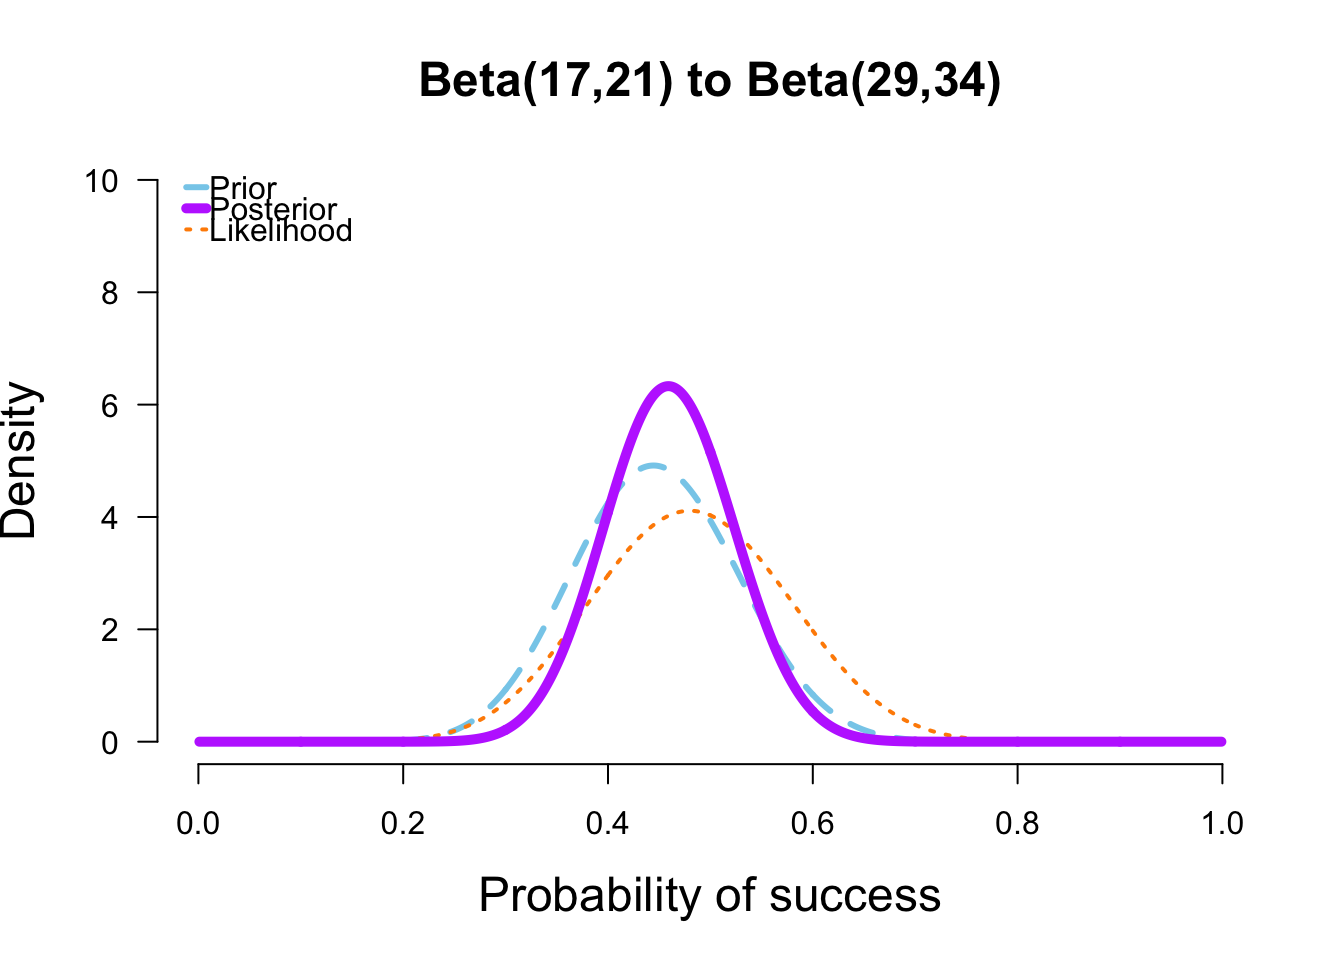 Beta(17,21) to Beta(29,34)
10
Prior
Posterior
Likelihood
8
6
4
2
0
Density
0.0 0.2 0.4 0.6 0.8 1.0
Probability of success